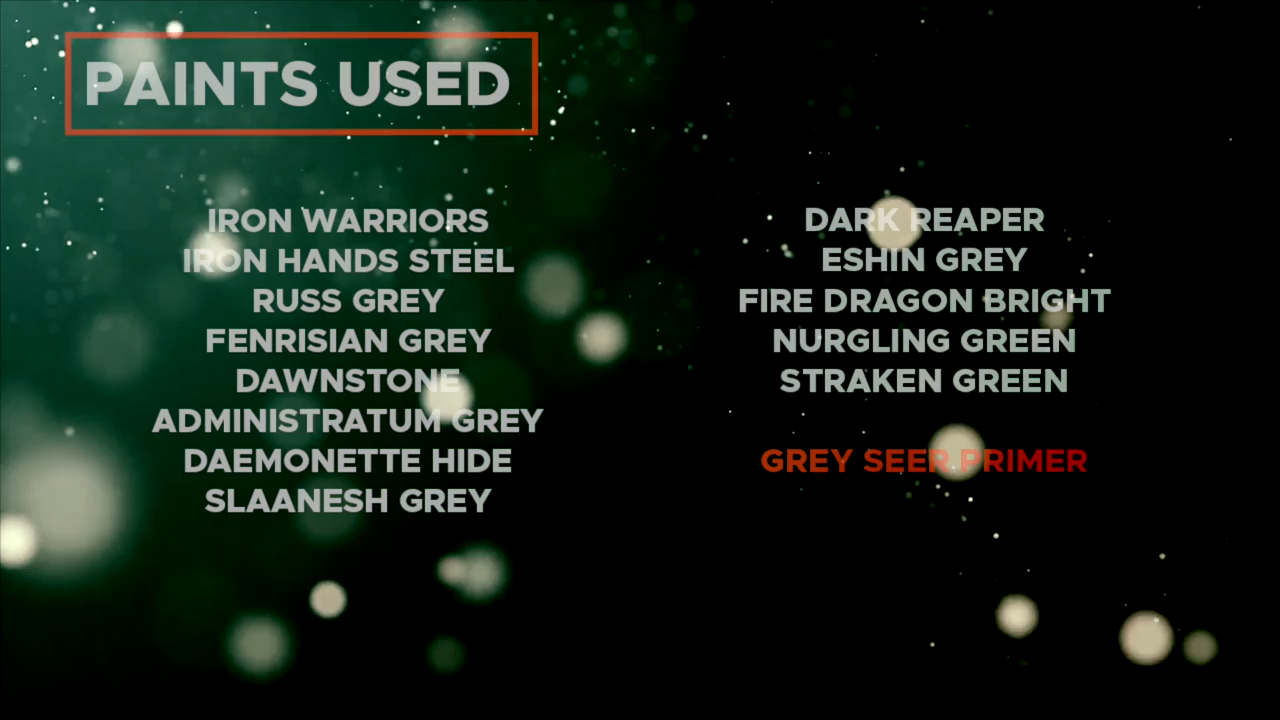 PAINTS USED
IRON WARRIORS
IRON HANDS STEEL
RUSS GREY
FENRISIAN GREY
DAWNSTONE
ADMINISTRATUM GREY
DAEMONETTE HIDE
SLAANESH GREY
DARK REAPER
ESHIN GREY
FIRE DRAGON BRIGHT
NURGLING GREEN
STRAKEN GREEN
GREY SEER PRIMER